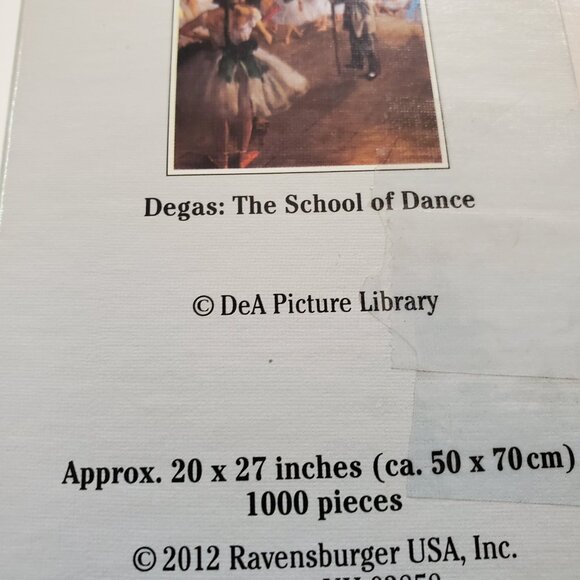 Degas: The School of Dance
© DeA Picture Library
Approx. 20 x 27 inches (ca. 50 x 70 cm)
1000 pieces
© 2012 Ravensburger USA, Inc.